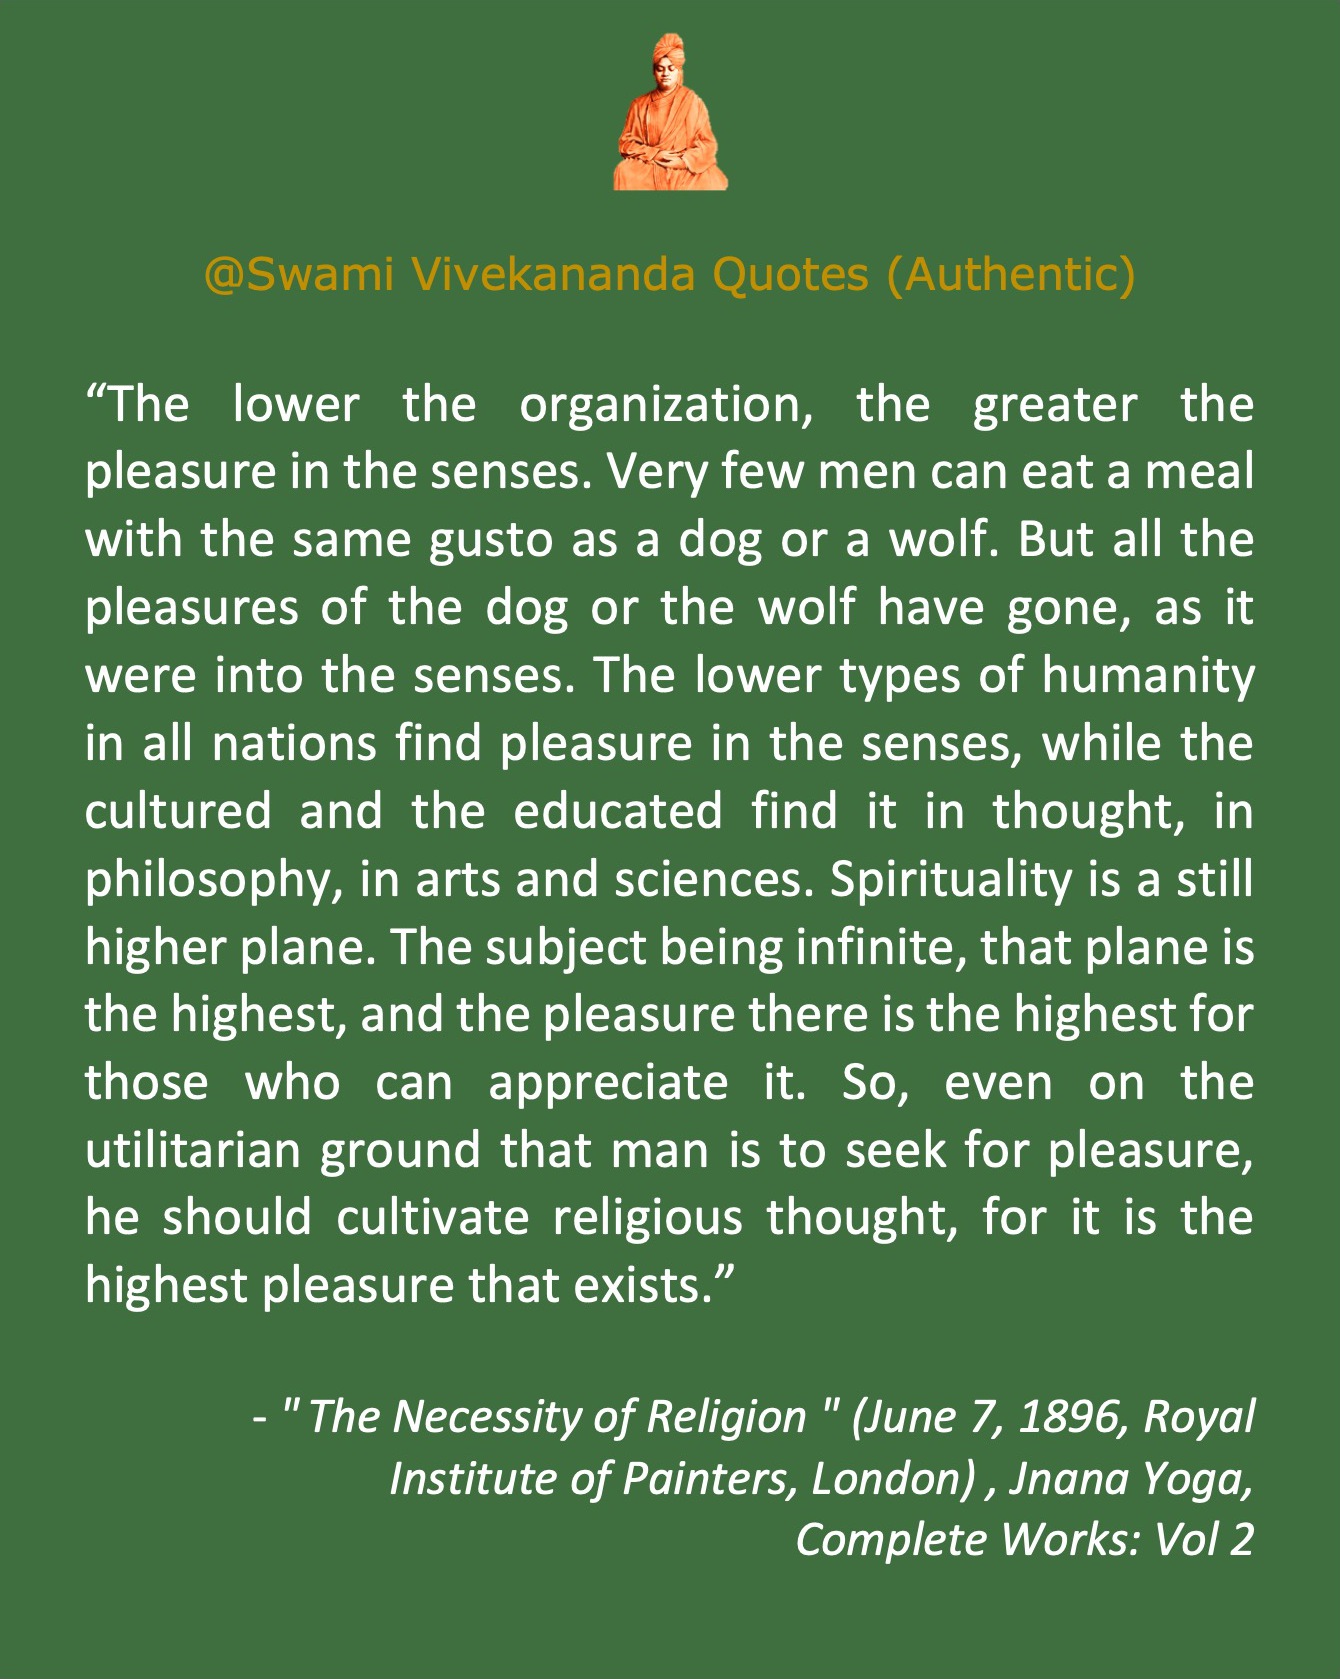 @Swami Vivekananda Quotes (Authentic)
“The lower the organization, the greater the
pleasure in the senses. Very few men can eat a meal
with the same gusto as a dog or a wolf. But all the
pleasures of the dog or the wolf have gone, as it
were into the senses. The lower types of humanity
in all nations find pleasure in the senses, while the
cultured and the educated find it in thought, in
philosophy, in arts and sciences. Spirituality is a still
higher plane. The subject being infinite, that plane is
the highest, and the pleasure there is the highest for
those who can appreciate it. So, even on the
utilitarian ground that man is to seek for pleasure,
he should cultivate religious thought, for it is the
highest pleasure that exists.”
- " The Necessity of Religion " (June 7, 1896, Royal
Institute of Painters, London) , Jnana Yoga,
Complete Works: Vol 2